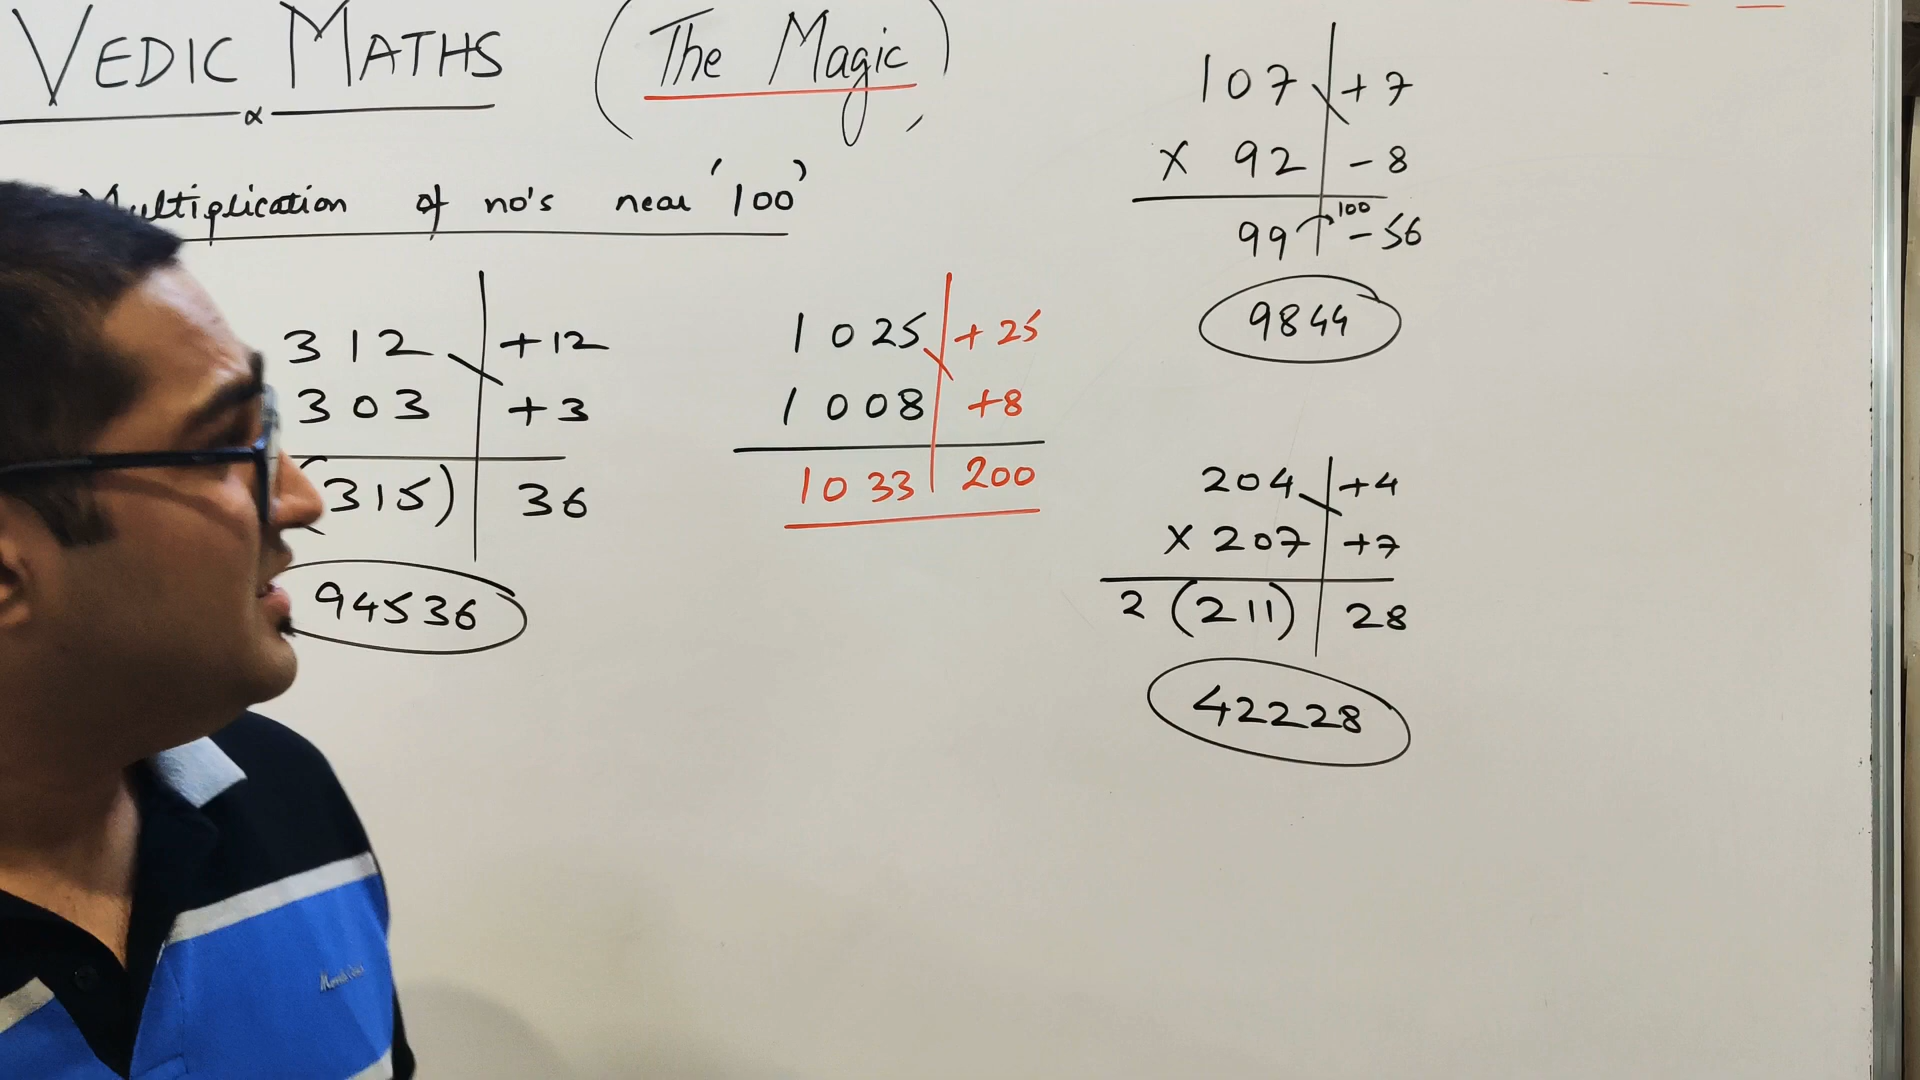 VEDIC MATHS (The Magic)
Multiplication of no's near '100'
312 +12
303 +3
(315) 36
94536
1025 +25
1008 +8
1033 200
107 +7
X 92 -8
99 100 -56
9844
204 +4
X 207 +7
2 (211) 28
42228